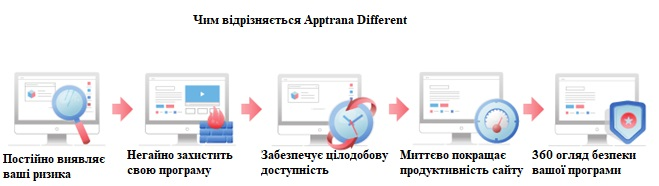 Чим відрізняється Apptrana Different
Постійно виявляє
ваші ризика
Негайно захистить
свою програму
Забезпечує цілодобову
доступність
Миттєво покращає
продуктивність сайту
360 огляд безпеки
вашої програми